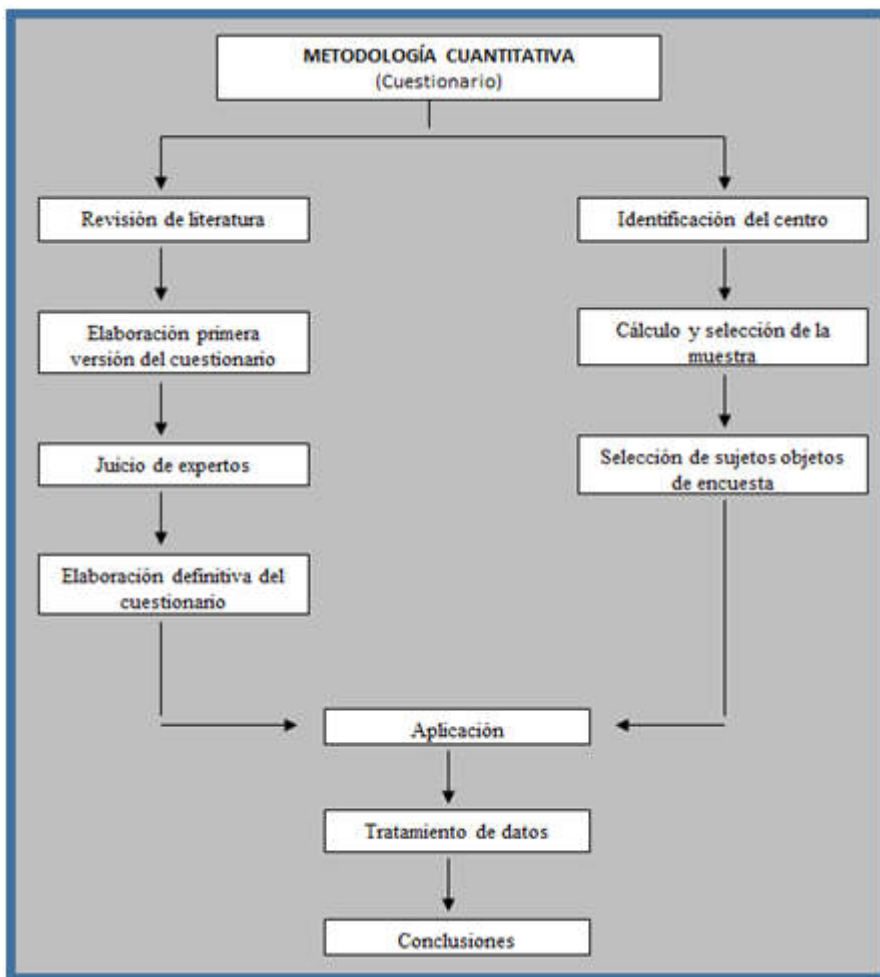 METODOLOGÍA CUANTITATIVA
(Cuestionario)
Revisión de literatura
Identificación del centro
Elaboración primera
versión del cuestionario
Cálculo y selección de la
muestra
Juicio de expertos
Selección de sujetos objetos
de encuesta
Elaboración definitiva del
cuestionario
Aplicación
Tratamiento de datos
Conclusiones